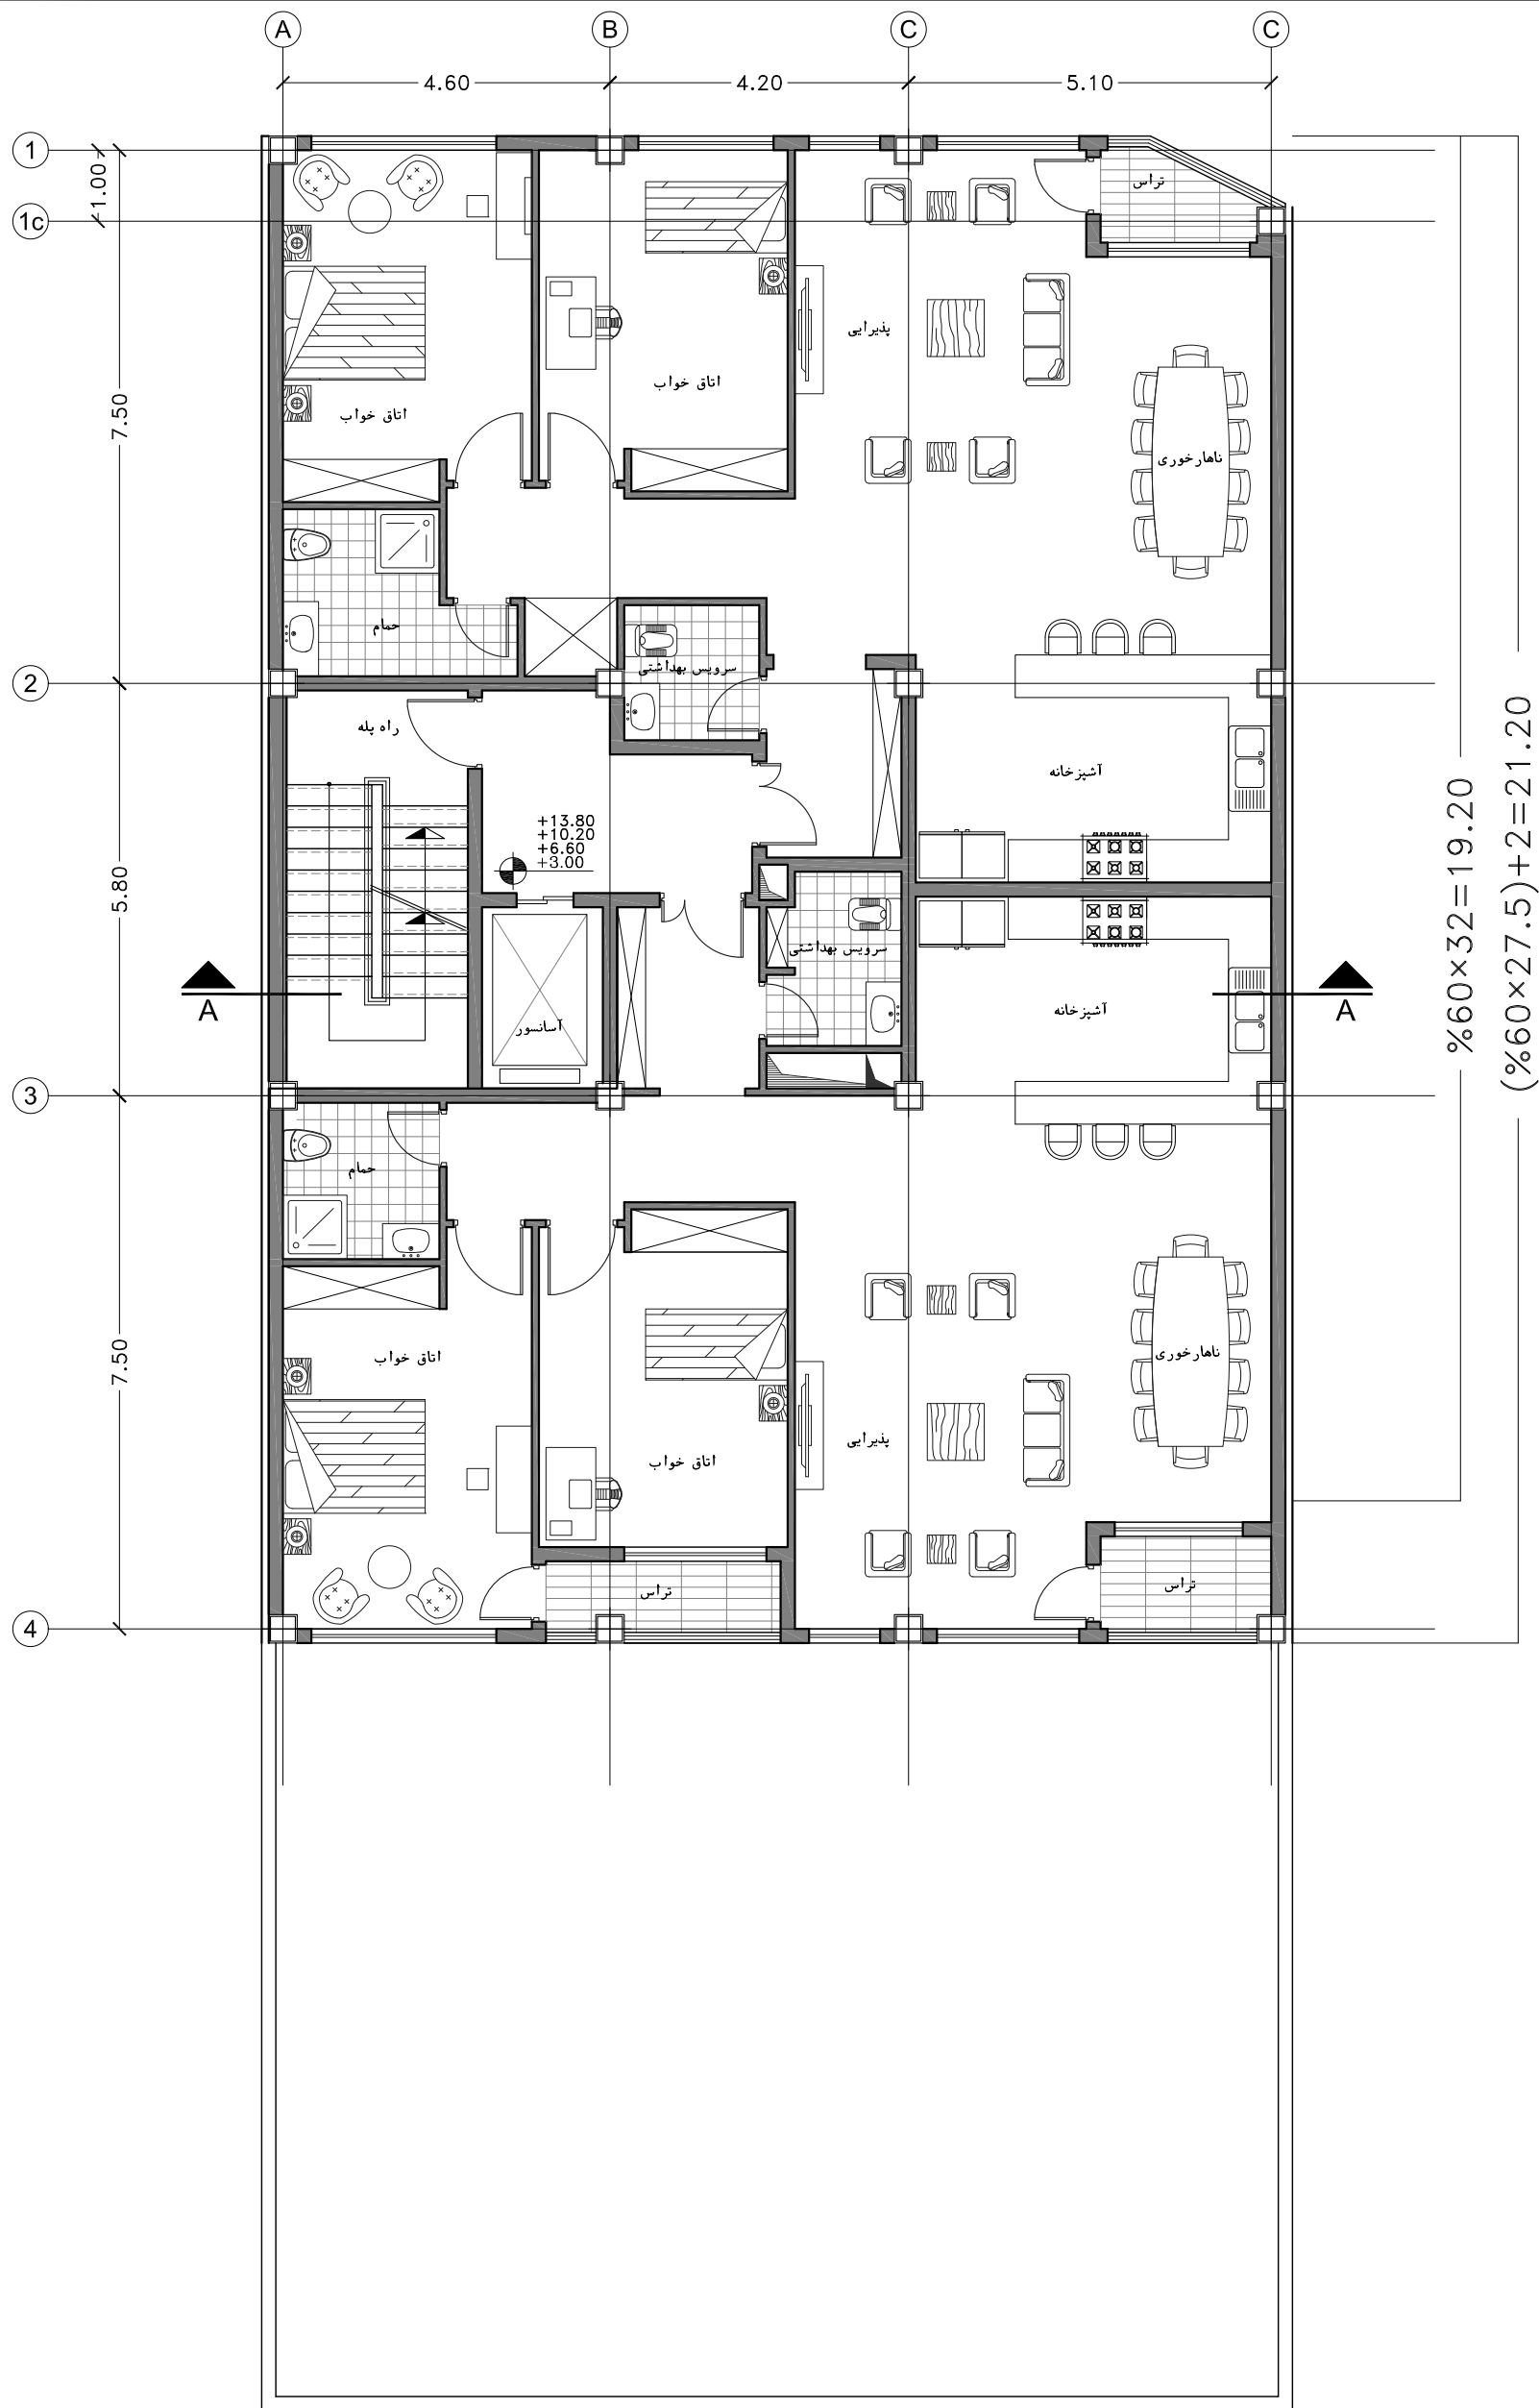 A B C C
4.60 4.20 5.10
1
1.00
1c
تراس
7.50
پذیرایی
اتاق خواب
اتاق خواب
ناهارخوری
حمام
سرویس بهداشتی
2
راه پله
آشپزخانه
+13.80
+10.20
+6.60
+3.00
5.80
%60×32=19.20
(%60×27.5)+2=21.20
سرویس بهداشتی
A
آسانسور
آشپزخانه
A
3
حمام
7.50
اتاق خواب
ناهارخوری
پذیرایی
اتاق خواب
تراس
تراس
4